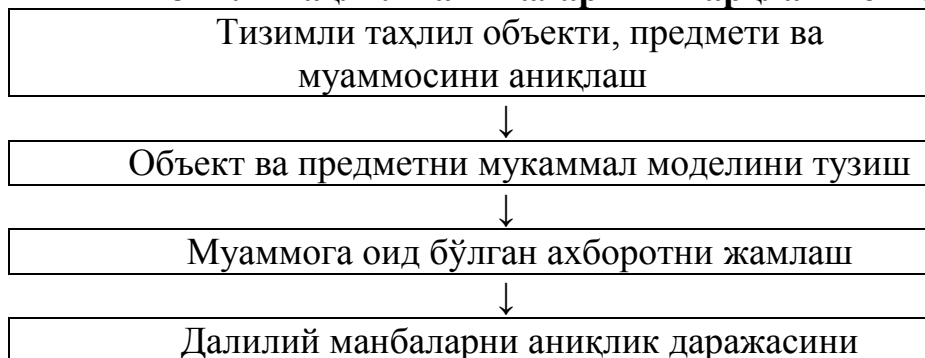 Тизимли таҳлил объекти, предмети ва
муаммосини аниқлаш
↓
Объект ва предметни мукаммал моделини тузиш
↓
Муаммога оид бўлган ахборотни жамлаш
↓
Далилий манбаларни аниқлик даражасини